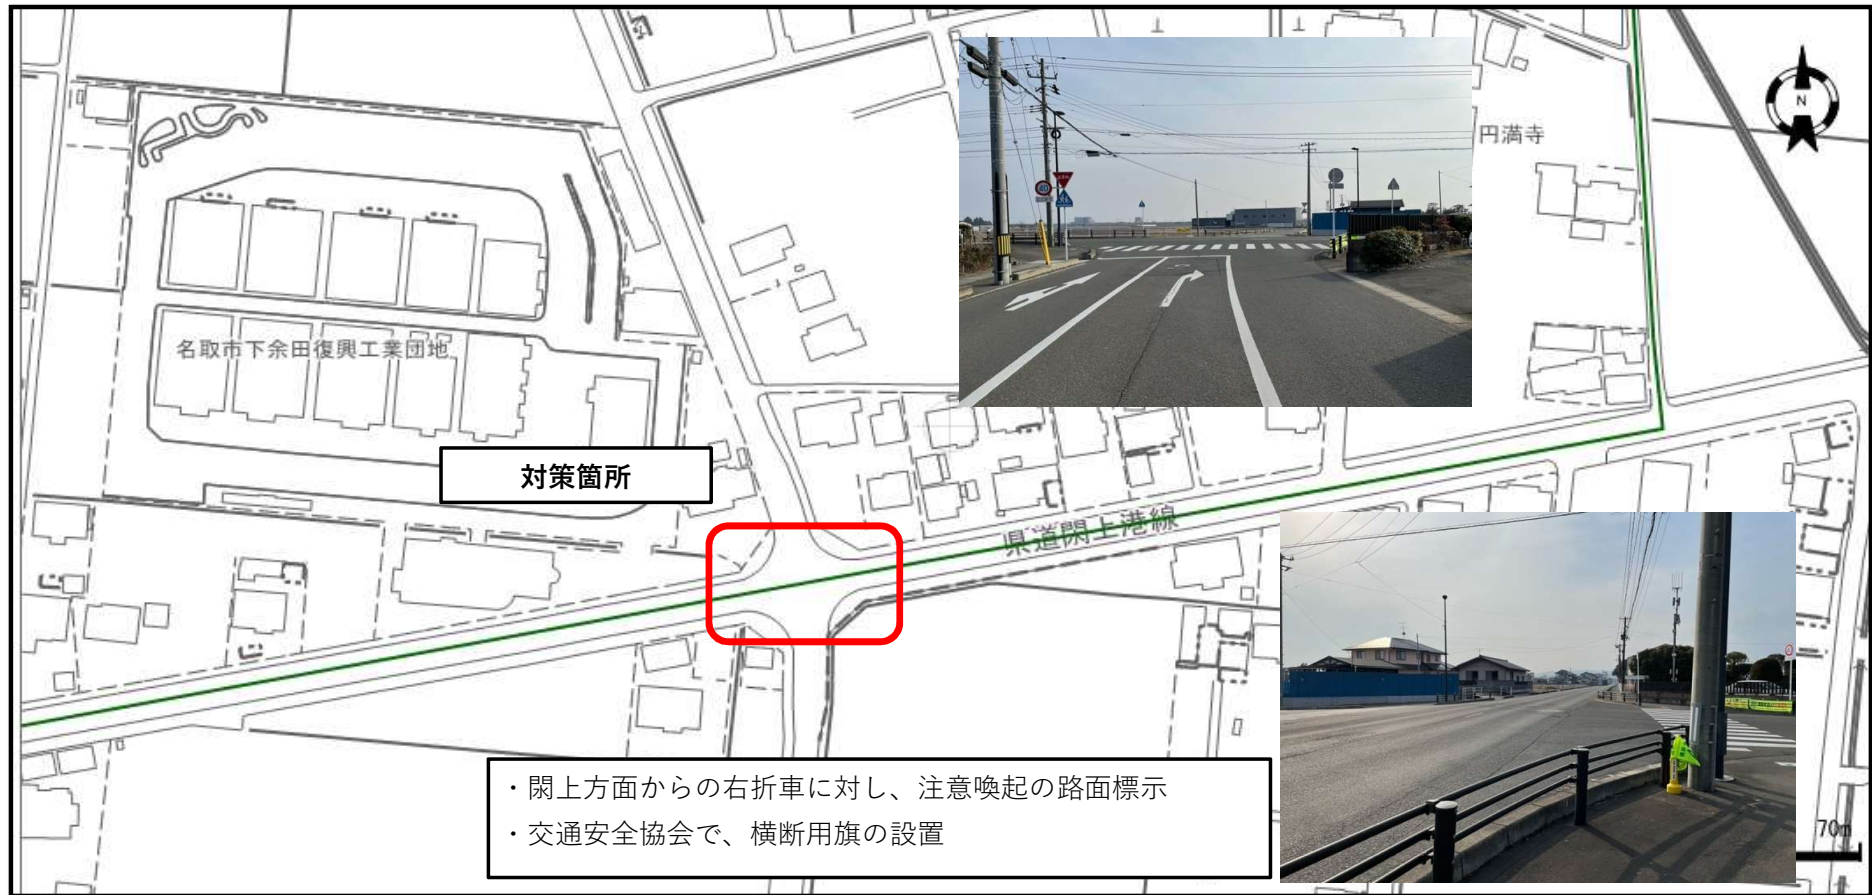 N
円満寺
40
名取市下余田復興工業団地
対策箇所
県道閖上港線
・閖上方面からの右折車に対し、注意喚起の路面標示
・交通安全協会で、横断用旗の設置
70m